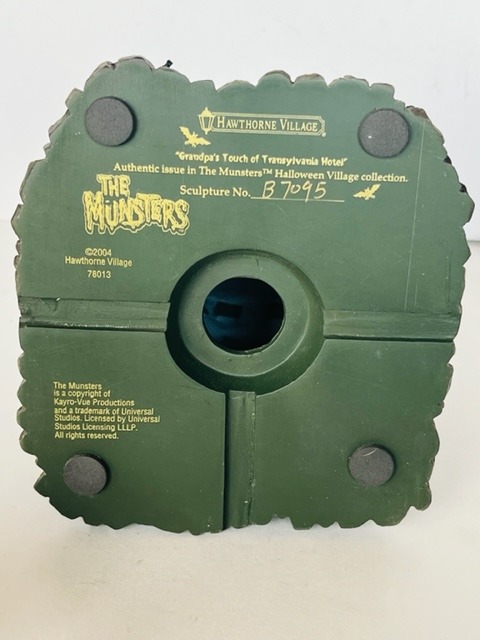 HAWTHORNE VILLAGE
"Grandpa's Touch of Transylvania Hotel"
Authentic issue in The Munsters™ Halloween Village collection.
Sculpture No. B7095
THE
MUNSTERS
©2004
Hawthorne Village
78013
The Munsters
is a copyright of
Kayro-Vue Productions
and a trademark of Universal
Studios. Licensed by Universal
Studios Licensing LLLP.
All rights reserved.